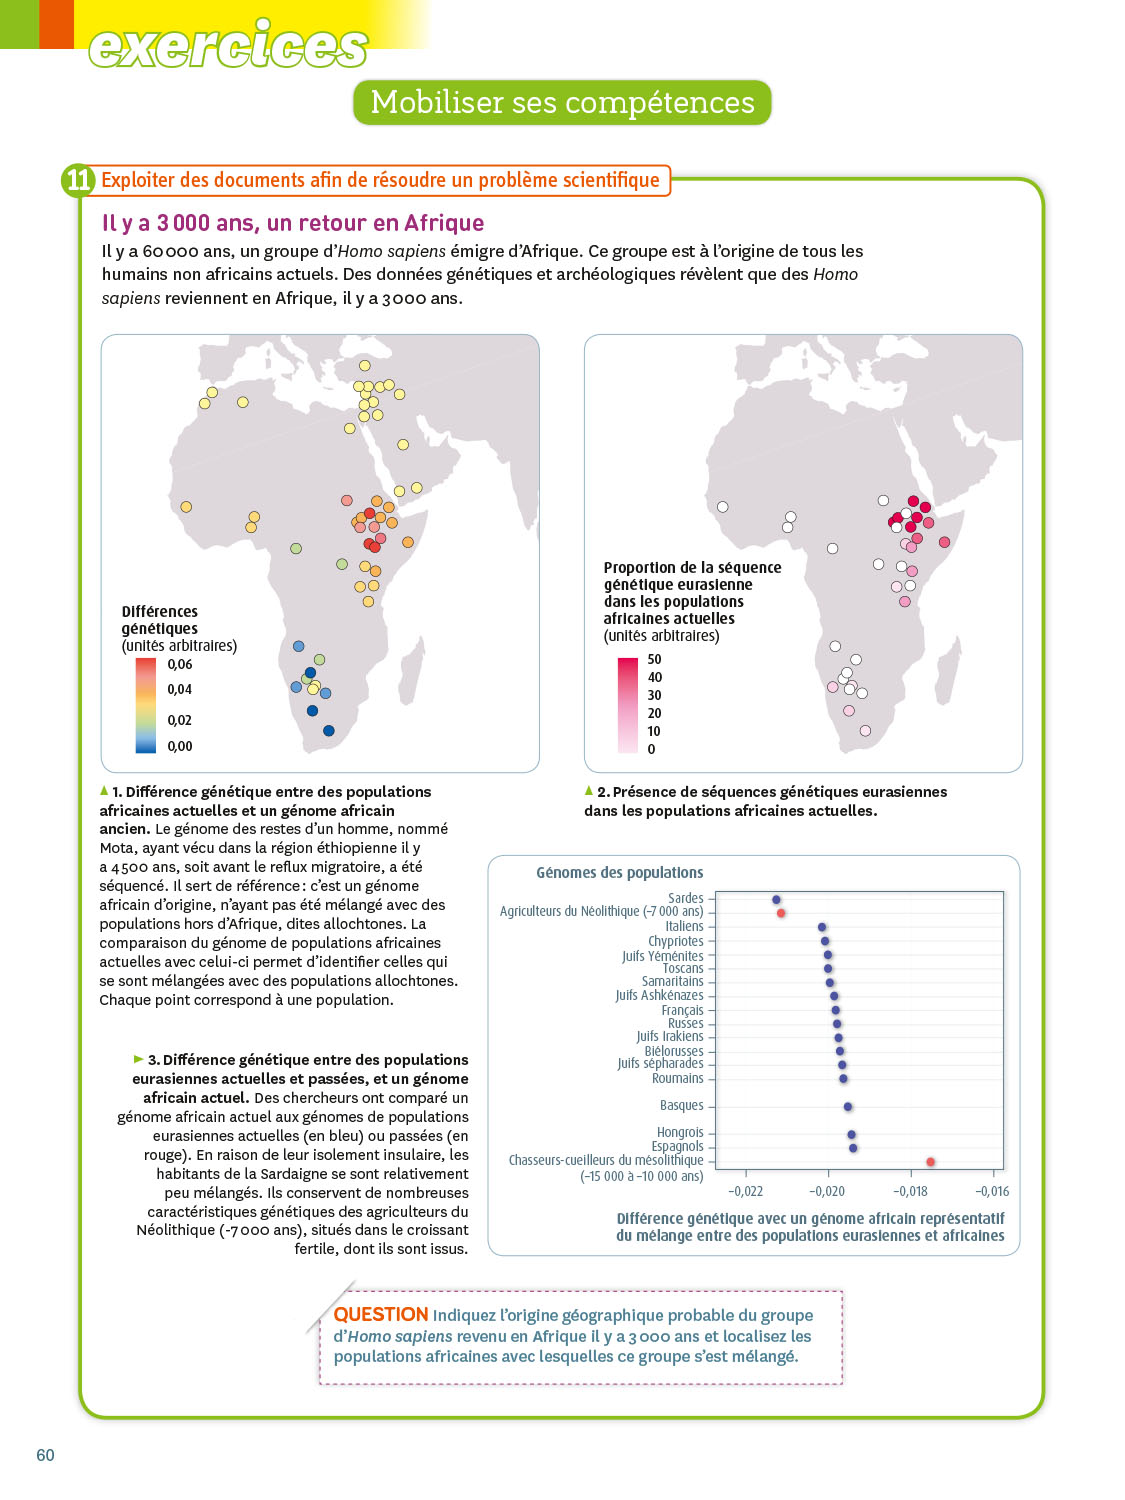 exercices
Mobiliser ses compétences
11 Exploiter des documents afin de résoudre un problème scientifique
Il y a 3 000 ans, un retour en Afrique
Il y a 60 000 ans, un groupe d’Homo sapiens émigre d’Afrique. Ce groupe est à l’origine de tous les
humains non africains actuels. Des données génétiques et archéologiques révèlent que des Homo
sapiens reviennent en Afrique, il y a 3 000 ans.
Différences
génétiques
(unités arbitraires)
0,06
0,04
0,02
0,00
Proportion de la séquence
génétique eurasienne
dans les populations
africaines actuelles
(unités arbitraires)
50
40
30
20
10
0
1. Différence génétique entre des populations
africaines actuelles et un génome africain
ancien. Le génome des restes d’un homme, nommé
Mota, ayant vécu dans la région éthiopienne il y
a 4 500 ans, soit avant le reflux migratoire, a été
séquencé. Il sert de référence : c’est un génome
africain d’origine, n’ayant pas été mélangé avec des
populations hors d’Afrique, dites allochtones. La
comparaison du génome de populations africaines
actuelles avec celui-ci permet d’identifier celles qui
se sont mélangées avec des populations allochtones.
Chaque point correspond à une population.
2. Présence de séquences génétiques eurasiennes
dans les populations africaines actuelles.
3. Différence génétique entre des populations
eurasiennes actuelles et passées, et un génome
africain actuel. Des chercheurs ont comparé un
génome africain actuel aux génomes de populations
eurasiennes actuelles (en bleu) ou passées (en
rouge). En raison de leur isolement insulaire, les
habitants de la Sardaigne se sont relativement
peu mélangés. Ils conservent de nombreuses
caractéristiques génétiques des agriculteurs du
Néolithique (-7 000 ans), situés dans le croissant
fertile, dont ils sont issus.
Génomes des populations
Sardes
Agriculteurs du Néolithique (–7 000 ans)
Italiens
Chypriotes
Juifs Yéménites
Toscans
Samaritains
Juifs Ashkénazes
Français
Russes
Juifs Irakiens
Biélorusses
Juifs sépharades
Roumains
Basques
Hongrois
Espagnols
Chasseurs-cueilleurs du mésolithique
(–15 000 à –10 000 ans)
–0,022 –0,020 –0,018 –0,016
Différence génétique avec un génome africain représentatif
du mélange entre des populations eurasiennes et africaines
QUESTION Indiquez l’origine géographique probable du groupe
d’Homo sapiens revenu en Afrique il y a 3 000 ans et localisez les
populations africaines avec lesquelles ce groupe s’est mélangé.
60